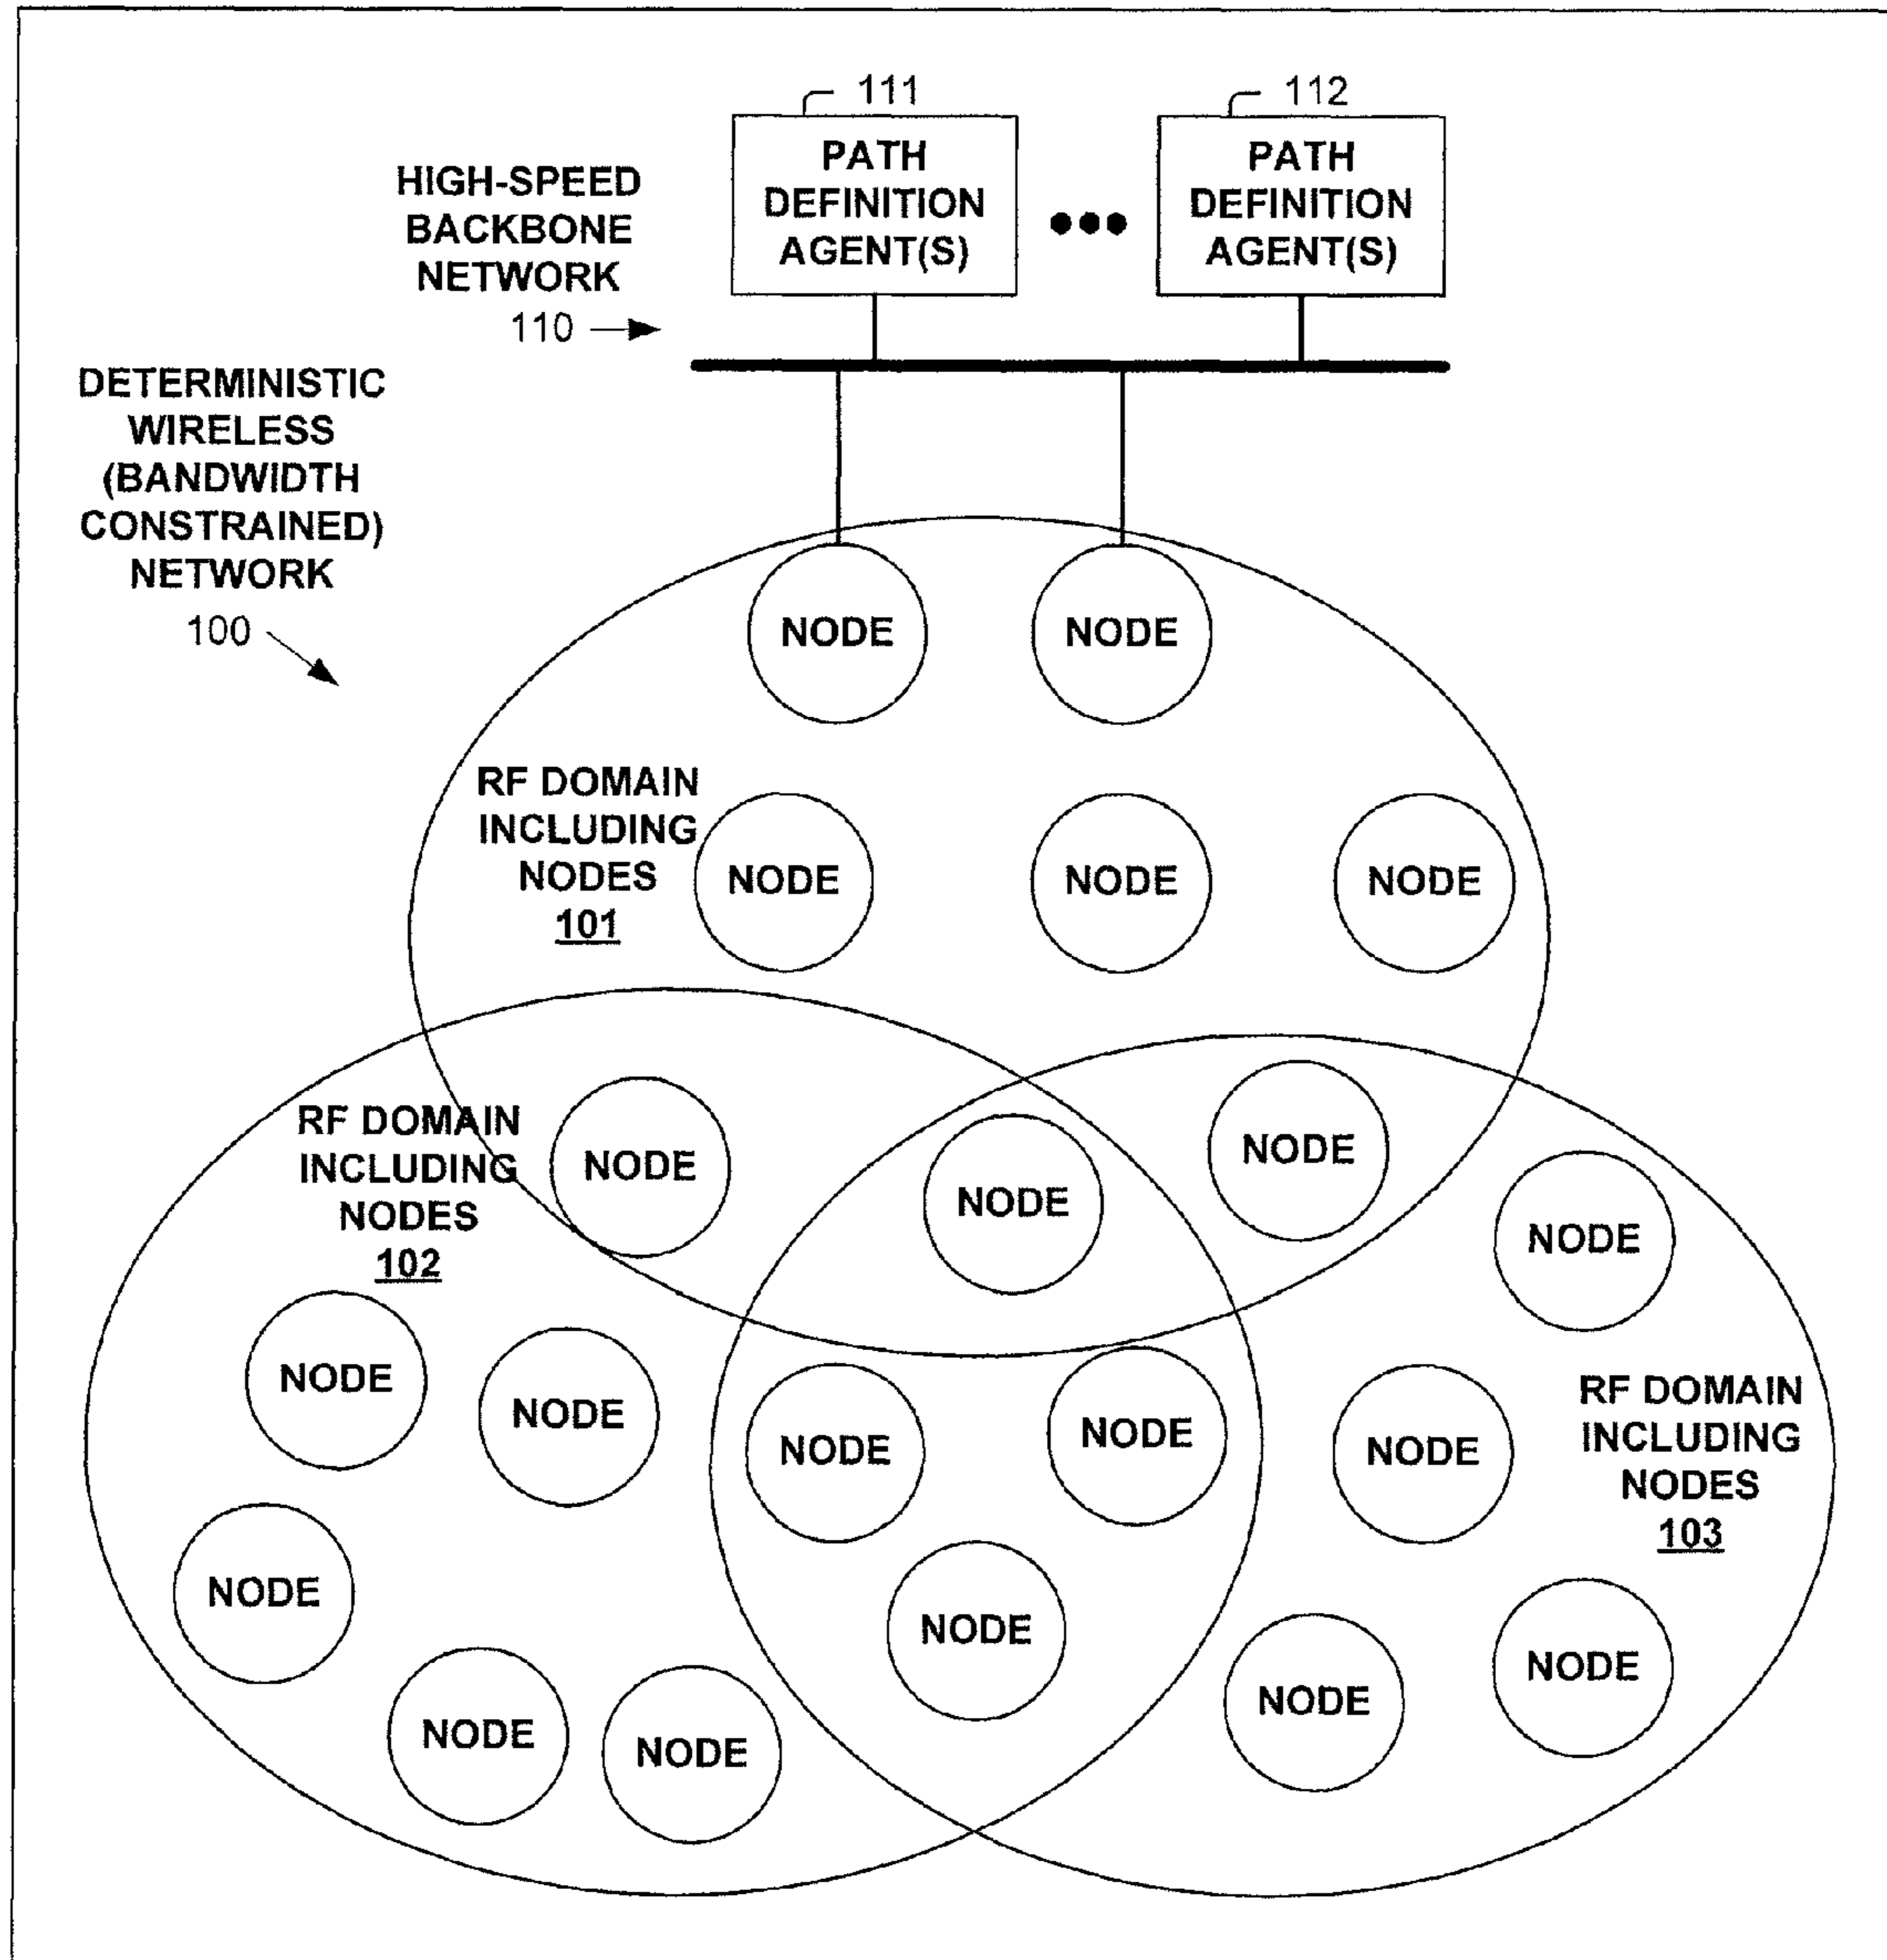 111
112
PATH
DEFINITION
AGENT(S)
PATH
DEFINITION
AGENT(S)
HIGH-SPEED
BACKBONE
NETWORK
110
DETERMINISTIC
WIRELESS
(BANDWIDTH
CONSTRAINED)
NETWORK
100
NODE
NODE
RF DOMAIN
INCLUDING
NODES
101
NODE
NODE
NODE
RF DOMAIN
INCLUDING
NODES
102
NODE
NODE
NODE
NODE
NODE
NODE
NODE
NODE
NODE
RF DOMAIN
INCLUDING
NODES
103
NODE
NODE
NODE
NODE
NODE
NODE
NODE